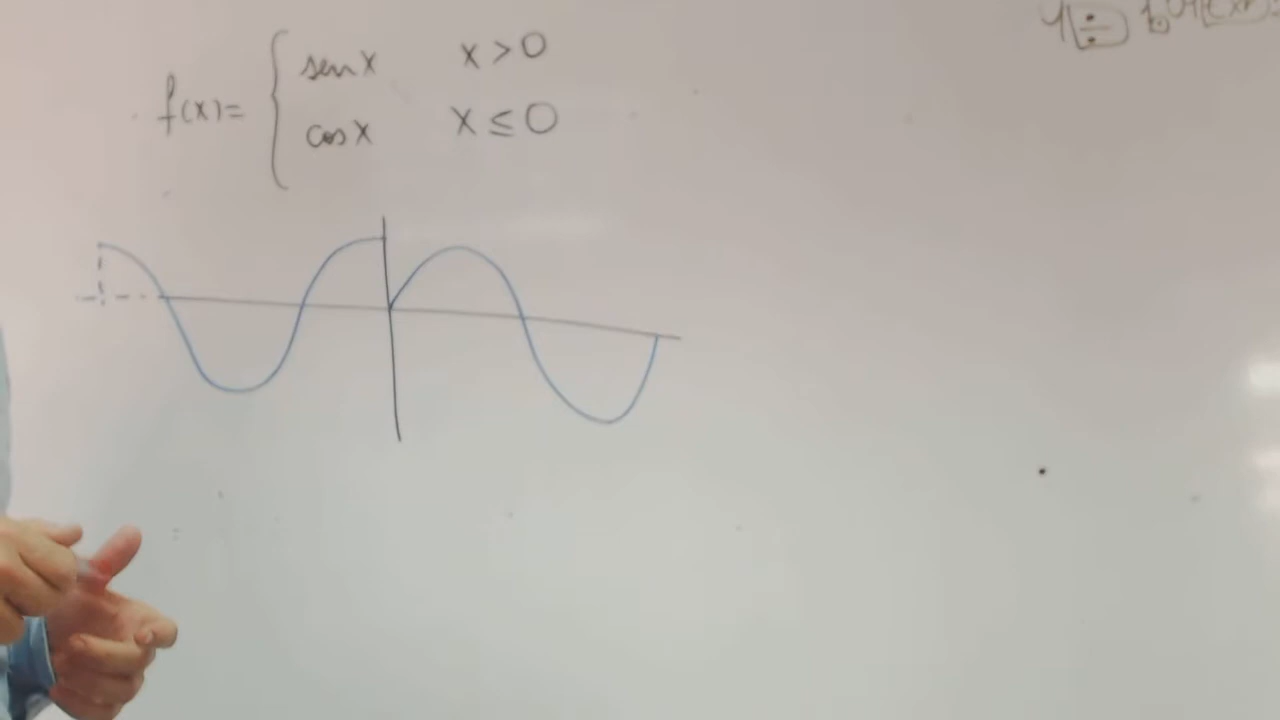 f(x)= { sen x x > 0
cos x x ≤ 0